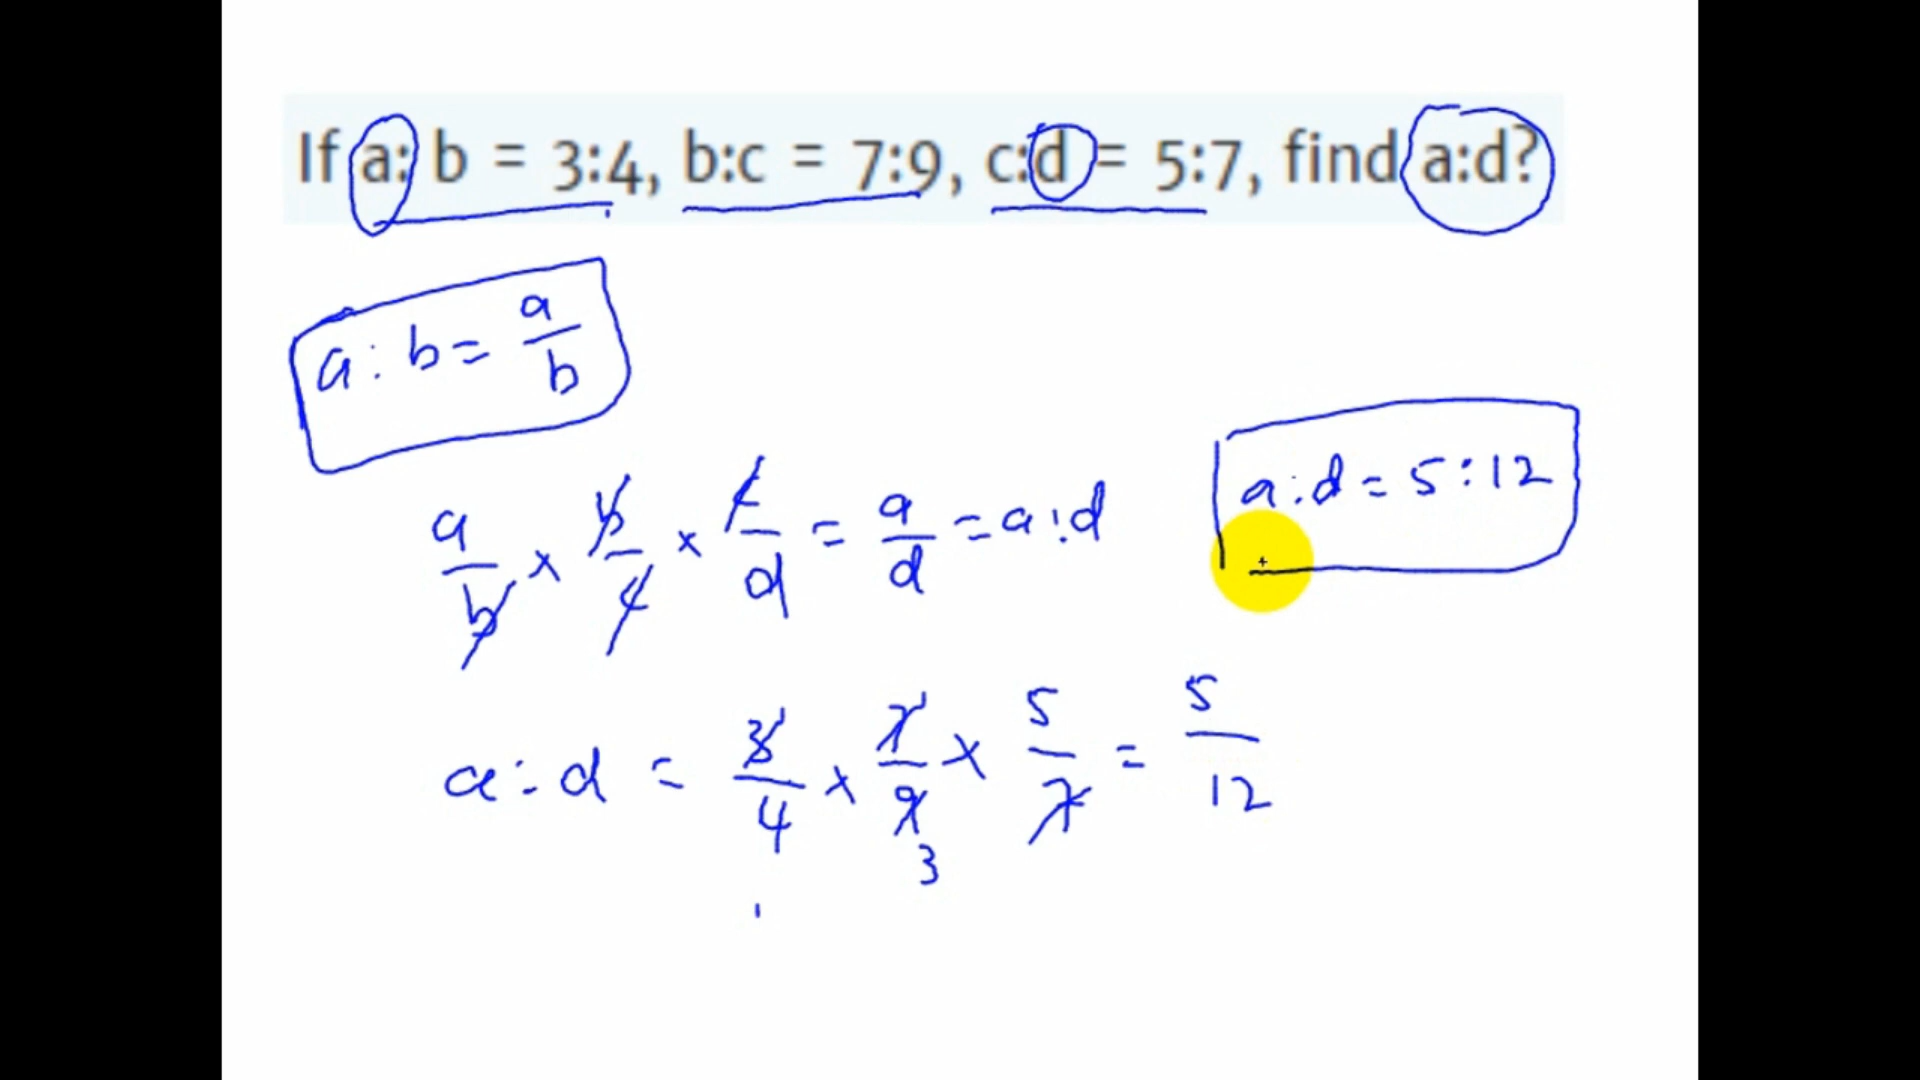 If a: b = 3:4, b:c = 7:9, c:d = 5:7, find a:d?
a : b = a/b
a/b × b/c × c/d = a/d = a:d
a:d = 5:12
a:d = 3/4 × 7/9 × 5/7 = 5/12
3